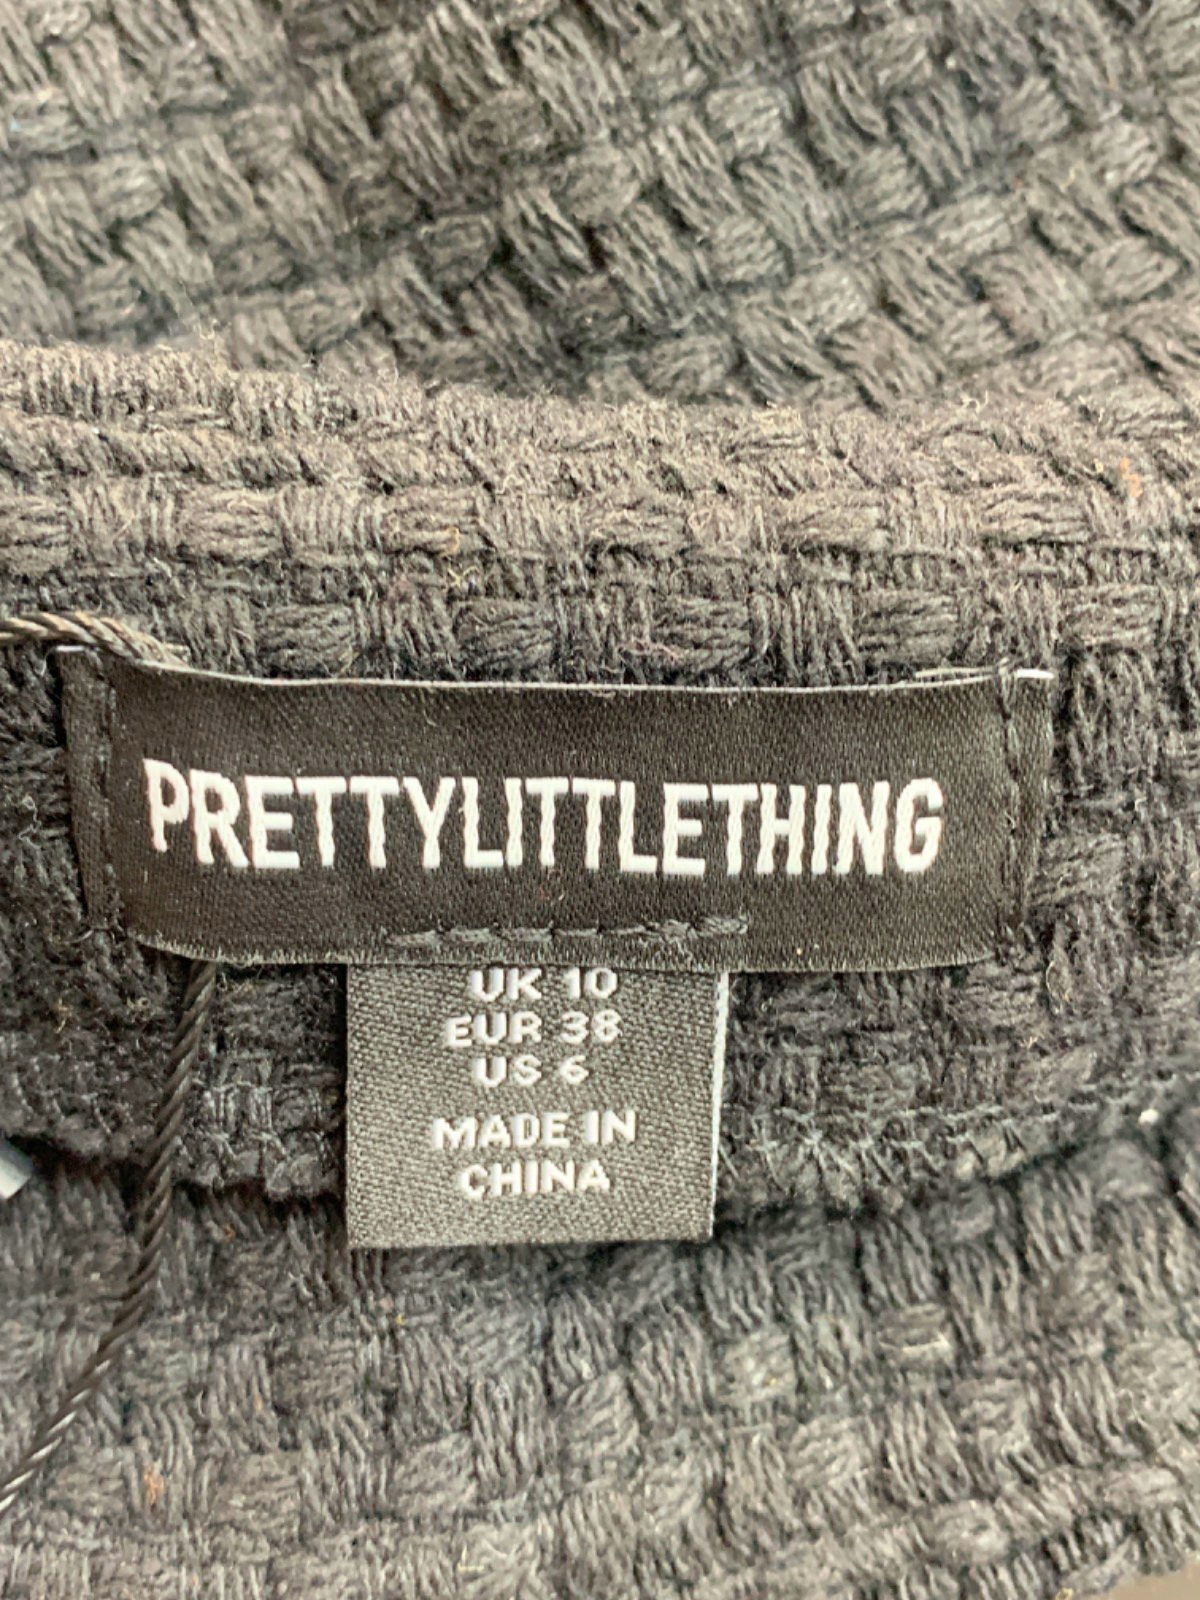 PRETTYLITTLETHING
UK 10
EUR 38
US 6
MADE IN
CHINA